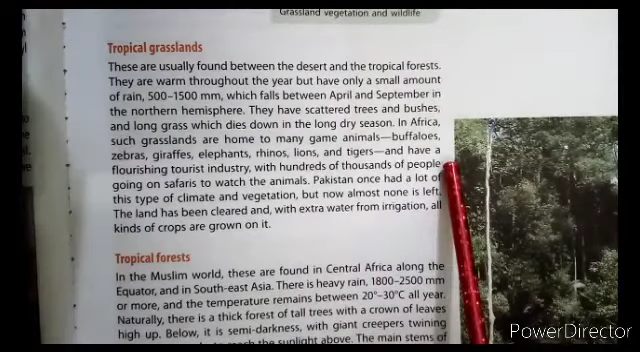 Grassland vegetation and wildlife
Tropical grasslands
These are usually found between the desert and the tropical forests.
They are warm throughout the year but have only a small amount
of rain, 500–1500 mm, which falls between April and September in
the northern hemisphere. They have scattered trees and bushes,
and long grass which dies down in the long dry season. In Africa,
such grasslands are home to many game animals—buffaloes,
zebras, giraffes, elephants, rhinos, lions, and tigers—and have a
flourishing tourist industry, with hundreds of thousands of people
going on safaris to watch the animals. Pakistan once had a lot of
this type of climate and vegetation, but now almost none is left.
The land has been cleared and, with extra water from irrigation, all
kinds of crops are grown on it.
Tropical forests
In the Muslim world, these are found in Central Africa along the
Equator, and in South-east Asia. There is heavy rain, 1800–2500 mm
or more, and the temperature remains between 20°–30°C all year.
Naturally, there is a thick forest of tall trees with a crown of leaves
high up. Below, it is semi-darkness, with giant creepers twining
the sunlight above. The main stems of
PowerDirector